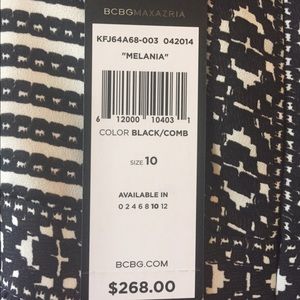 BCBGMAXAZRIA
KFJ64A68-003 042014
"MELANIA"
6 12000 10403 1
COLOR BLACK/COMB
SIZE 10
AVAILABLE IN
0 2 4 6 8 10 12
BCBG.COM
$268.00